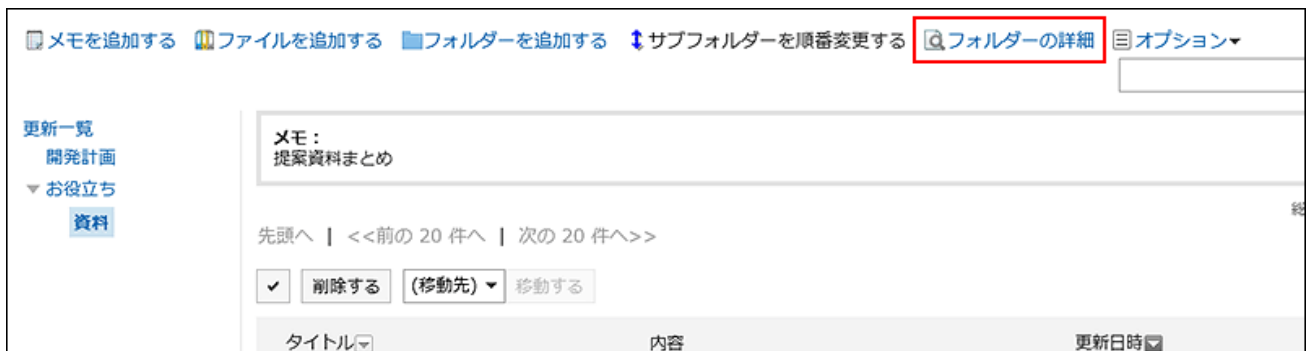 メモを追加する ファイルを追加する フォルダーを追加する サブフォルダーを順番変更する フォルダーの詳細 オプション
更新一覧
開発計画
お役立ち
資料
メモ：
提案資料まとめ
先頭へ | <<前の 20 件へ | 次の 20 件へ>>
削除する (移動先) 移動する
タイトル 内容 更新日時